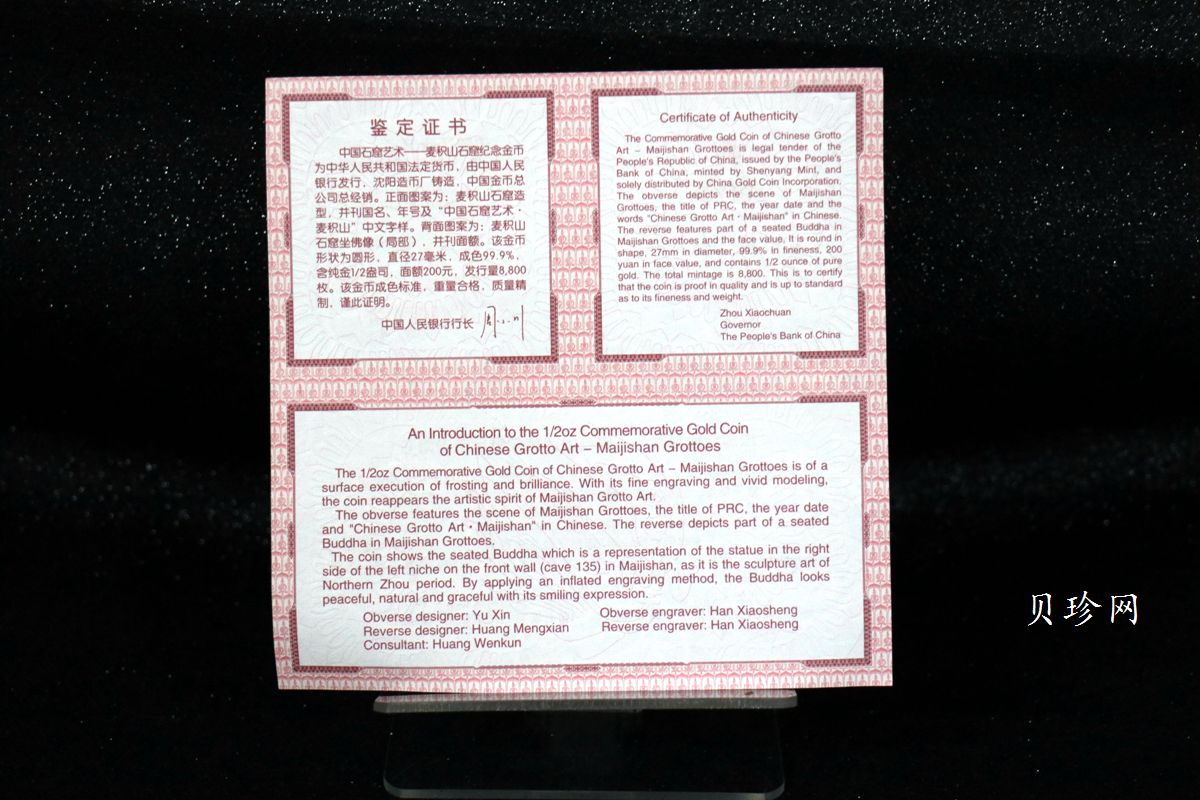 鉴定证书
中国石窟艺术——麦积山石窟纪念金币
为中华人民共和国法定货币，由中国人民
银行发行，沈阳造币厂铸造，中国金币总
公司总经销。正面图案为：麦积山石窟造
型，并刊国名、年号及“中国石窟艺术·
麦积山”中文字样。背面图案为：麦积山
石窟坐佛像（局部），并刊面额。该金币
形状为圆形，直径27毫米，成色99.9%，
含纯金1/2盎司，面额200元，发行量8,800
枚。该金币成色标准，重量合格，质量精
制，谨此证明。
中国人民银行行长
Certificate of Authenticity
The Commemorative Gold Coin of Chinese Grotto
Art – Maijishan Grottoes is legal tender of the
People's Republic of China, issued by the People's
Bank of China, minted by Shenyang Mint, and
solely distributed by China Gold Coin Incorporation.
The obverse depicts the scene of Maijishan
Grottoes, the title of PRC, the year date and the
words "Chinese Grotto Art · Maijishan" in Chinese.
The reverse features part of a seated Buddha in
Maijishan Grottoes and the face value. It is round in
shape, 27mm in diameter, 99.9% in fineness, 200
yuan in face value, and contains 1/2 ounce of pure
gold. The total mintage is 8,800. This is to certify
that the coin is proof in quality and is up to standard
as to its fineness and weight.
Zhou Xiaochuan
Governor
The People's Bank of China
An Introduction to the 1/2oz Commemorative Gold Coin
of Chinese Grotto Art – Maijishan Grottoes
The 1/2oz Commemorative Gold Coin of Chinese Grotto Art – Maijishan Grottoes is of a
surface execution of frosting and brilliance. With its fine engraving and vivid modeling,
the coin reappears the artistic spirit of Maijishan Grotto Art.
The obverse features the scene of Maijishan Grottoes, the title of PRC, the year date
and "Chinese Grotto Art · Maijishan" in Chinese. The reverse depicts part of a seated
Buddha in Maijishan Grottoes.
The coin shows the seated Buddha which is a representation of the statue in the right
side of the left niche on the front wall (cave 135) in Maijishan, as it is the sculpture art of
Northern Zhou period. By applying an inflated engraving method, the Buddha looks
peaceful, natural and graceful with its smiling expression.
Obverse designer: Yu Xin
Reverse designer: Huang Mengxian
Consultant: Huang Wenkun
Obverse engraver: Han Xiaosheng
Reverse engraver: Han Xiaosheng
贝珍网